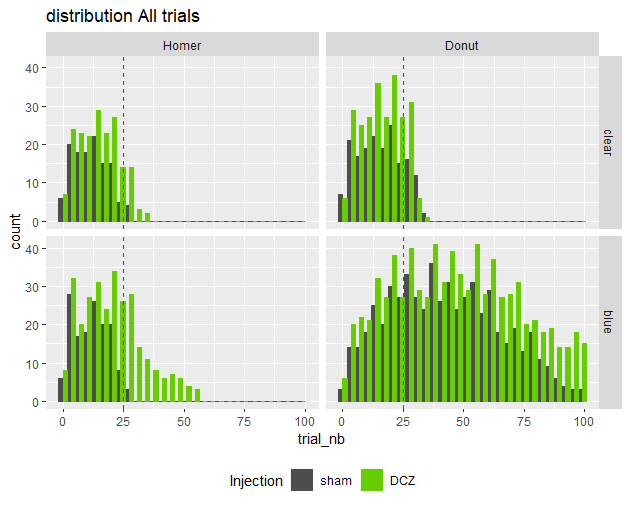 distribution All trials
Homer
Donut
40
30
20
10
0
clear
count
40
30
20
10
0
blue
0 25 50 75 100
0 25 50 75 100
trial_nb
Injection sham DCZ